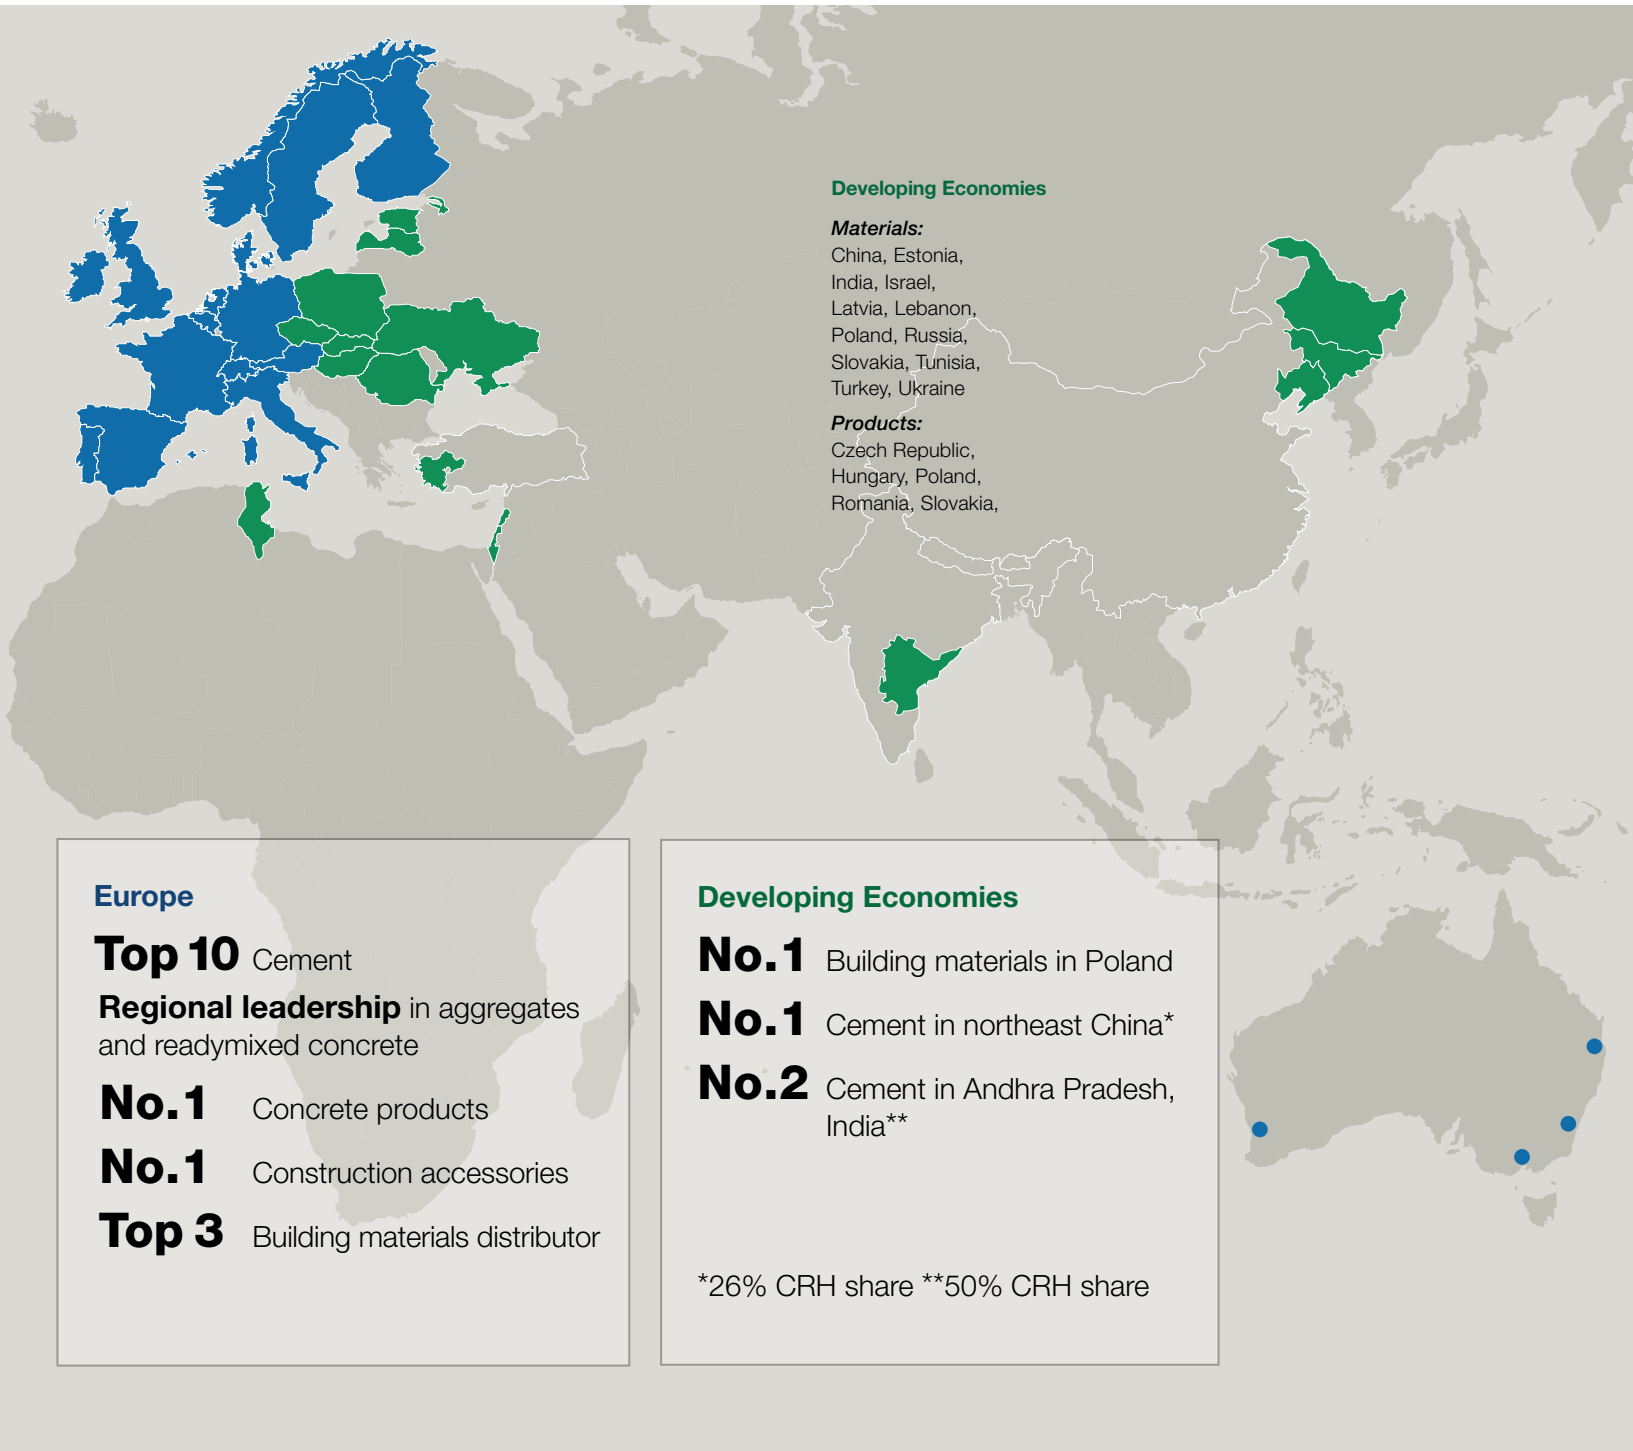 Developing Economies
Materials:
China, Estonia,
India, Israel,
Latvia, Lebanon,
Poland, Russia,
Slovakia, Tunisia,
Turkey, Ukraine
Products:
Czech Republic,
Hungary, Poland,
Romania, Slovakia,
Europe
Top 10 Cement
Regional leadership in aggregates
and readymixed concrete
No.1 Concrete products
No.1 Construction accessories
Top 3 Building materials distributor
Developing Economies
No.1 Building materials in Poland
No.1 Cement in northeast China*
No.2 Cement in Andhra Pradesh,
India**
*26% CRH share **50% CRH share